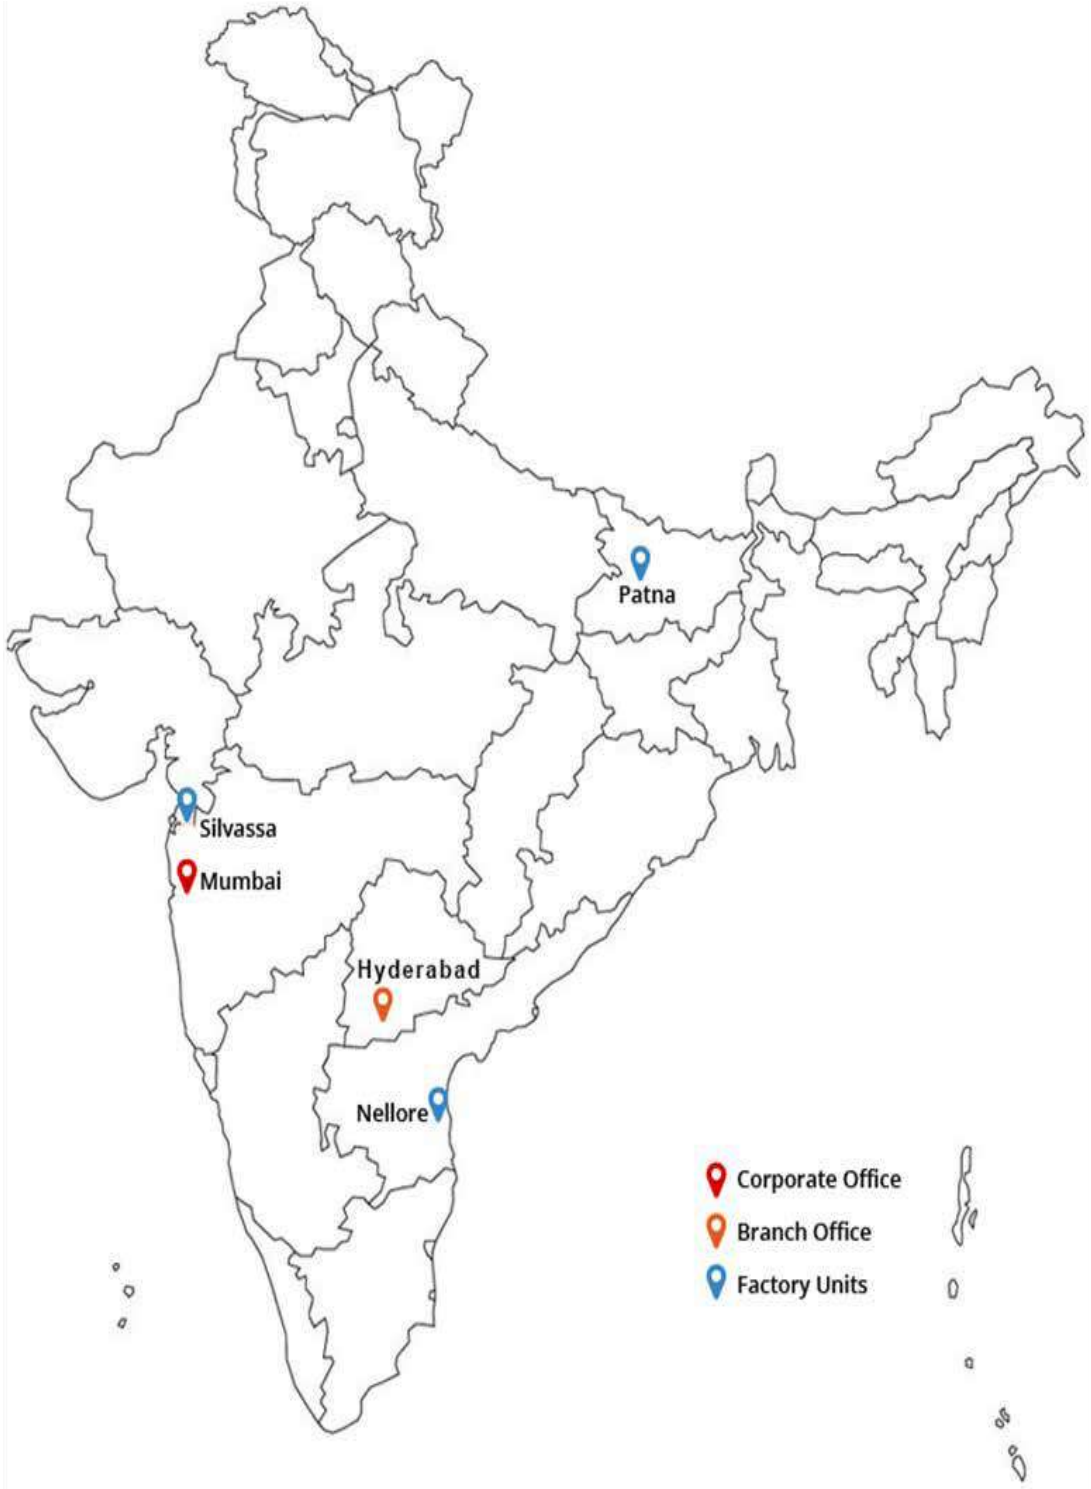 Patna
Silvassa
Mumbai
Hyderabad
Nellore
Corporate Office
Branch Office
Factory Units